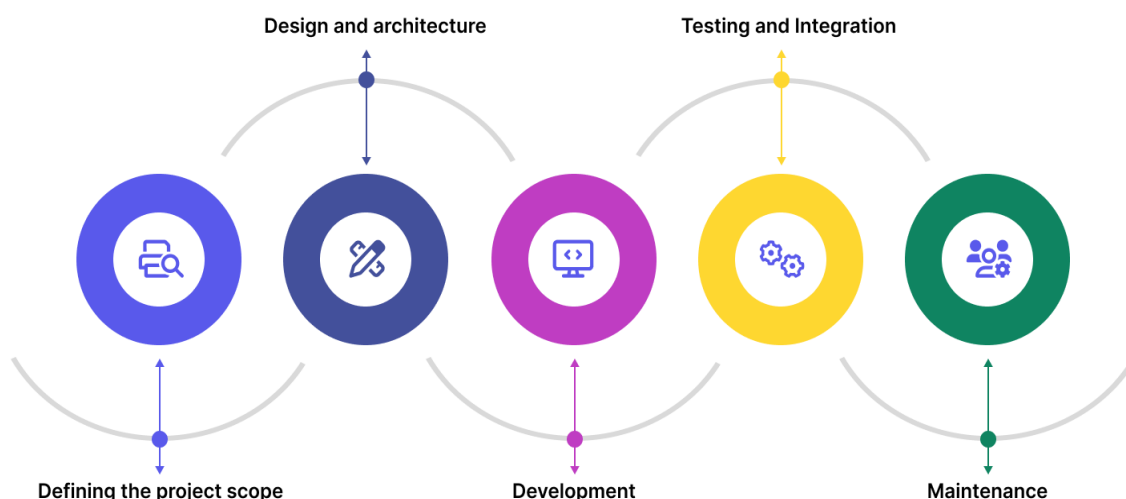 Design and architecture
Testing and Integration
Defining the project scope
Development
Maintenance